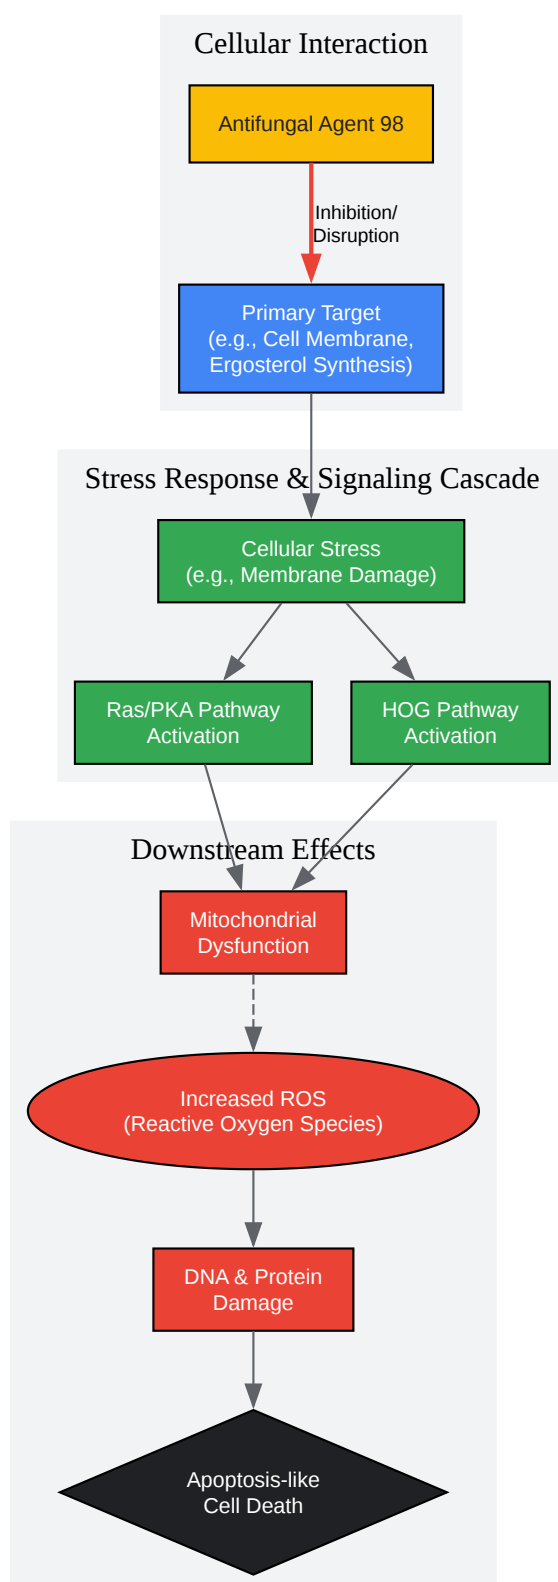 Cellular Interaction
Antifungal Agent 98
Inhibition/
Disruption
Primary Target
(e.g., Cell Membrane,
Ergosterol Synthesis)
Stress Response & Signaling Cascade
Cellular Stress
(e.g., Membrane Damage)
Ras/PKA Pathway
Activation
HOG Pathway
Activation
Downstream Effects
Mitochondrial
Dysfunction
Increased ROS
(Reactive Oxygen Species)
DNA & Protein
Damage
Apoptosis-like
Cell Death